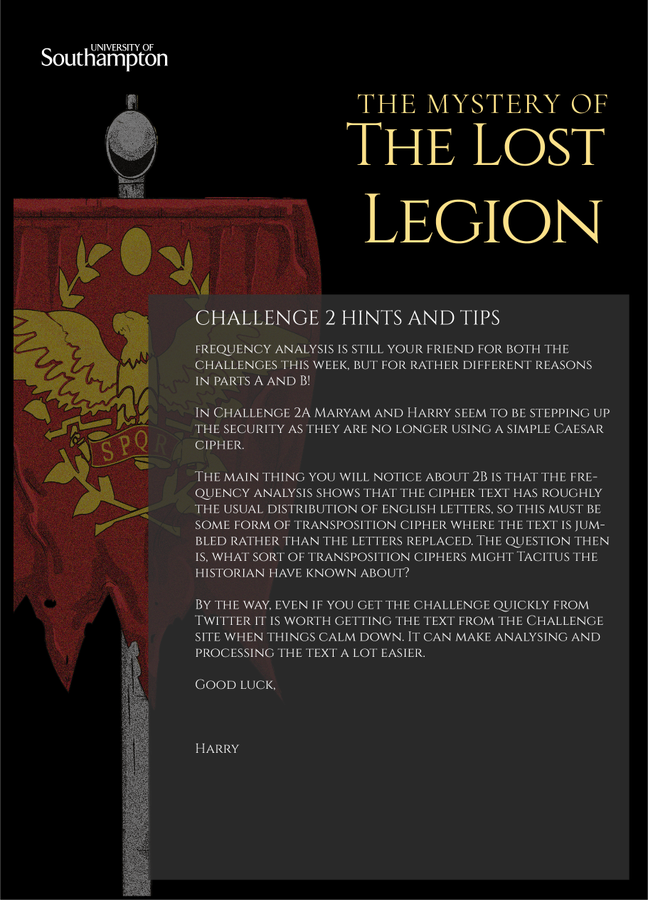 UNIVERSITY OF
Southampton
THE MYSTERY OF
THE LOST
LEGION
CHALLENGE 2 HINTS AND TIPS
FREQUENCY ANALYSIS IS STILL YOUR FRIEND FOR BOTH THE
CHALLENGES THIS WEEK, BUT FOR RATHER DIFFERENT REASONS
IN PARTS A AND B!
IN CHALLENGE 2A MARYAM AND HARRY SEEM TO BE STEPPING UP
THE SECURITY AS THEY ARE NO LONGER USING A SIMPLE CAESAR
CIPHER.
THE MAIN THING YOU WILL NOTICE ABOUT 2B IS THAT THE FRE-
QUENCY ANALYSIS SHOWS THAT THE CIPHER TEXT HAS ROUGHLY
THE USUAL DISTRIBUTION OF ENGLISH LETTERS, SO THIS MUST BE
SOME FORM OF TRANSPOSITION CIPHER WHERE THE TEXT IS JUM-
BLED RATHER THAN THE LETTERS REPLACED. THE QUESTION THEN
IS, WHAT SORT OF TRANSPOSITION CIPHERS MIGHT TACITUS THE
HISTORIAN HAVE KNOWN ABOUT?
BY THE WAY, EVEN IF YOU GET THE CHALLENGE QUICKLY FROM
TWITTER IT IS WORTH GETTING THE TEXT FROM THE CHALLENGE
SITE WHEN THINGS CALM DOWN. IT CAN MAKE ANALYSING AND
PROCESSING THE TEXT A LOT EASIER.
GOOD LUCK,
HARRY
SPQR